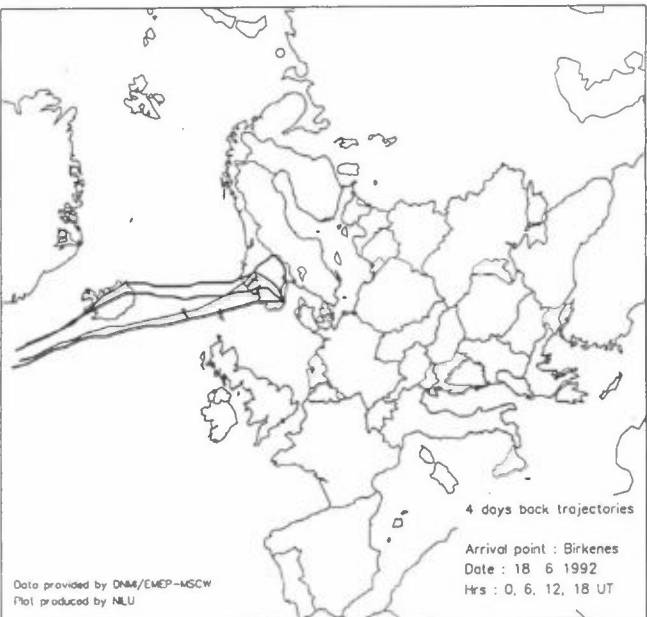 4 days back trajectories
Arrival point : Birkenes
Date : 18 6 1992
Hrs : 0, 6, 12, 18 UT
Data provided by DNMI/EMEP-MSCW
Plot produced by NILU